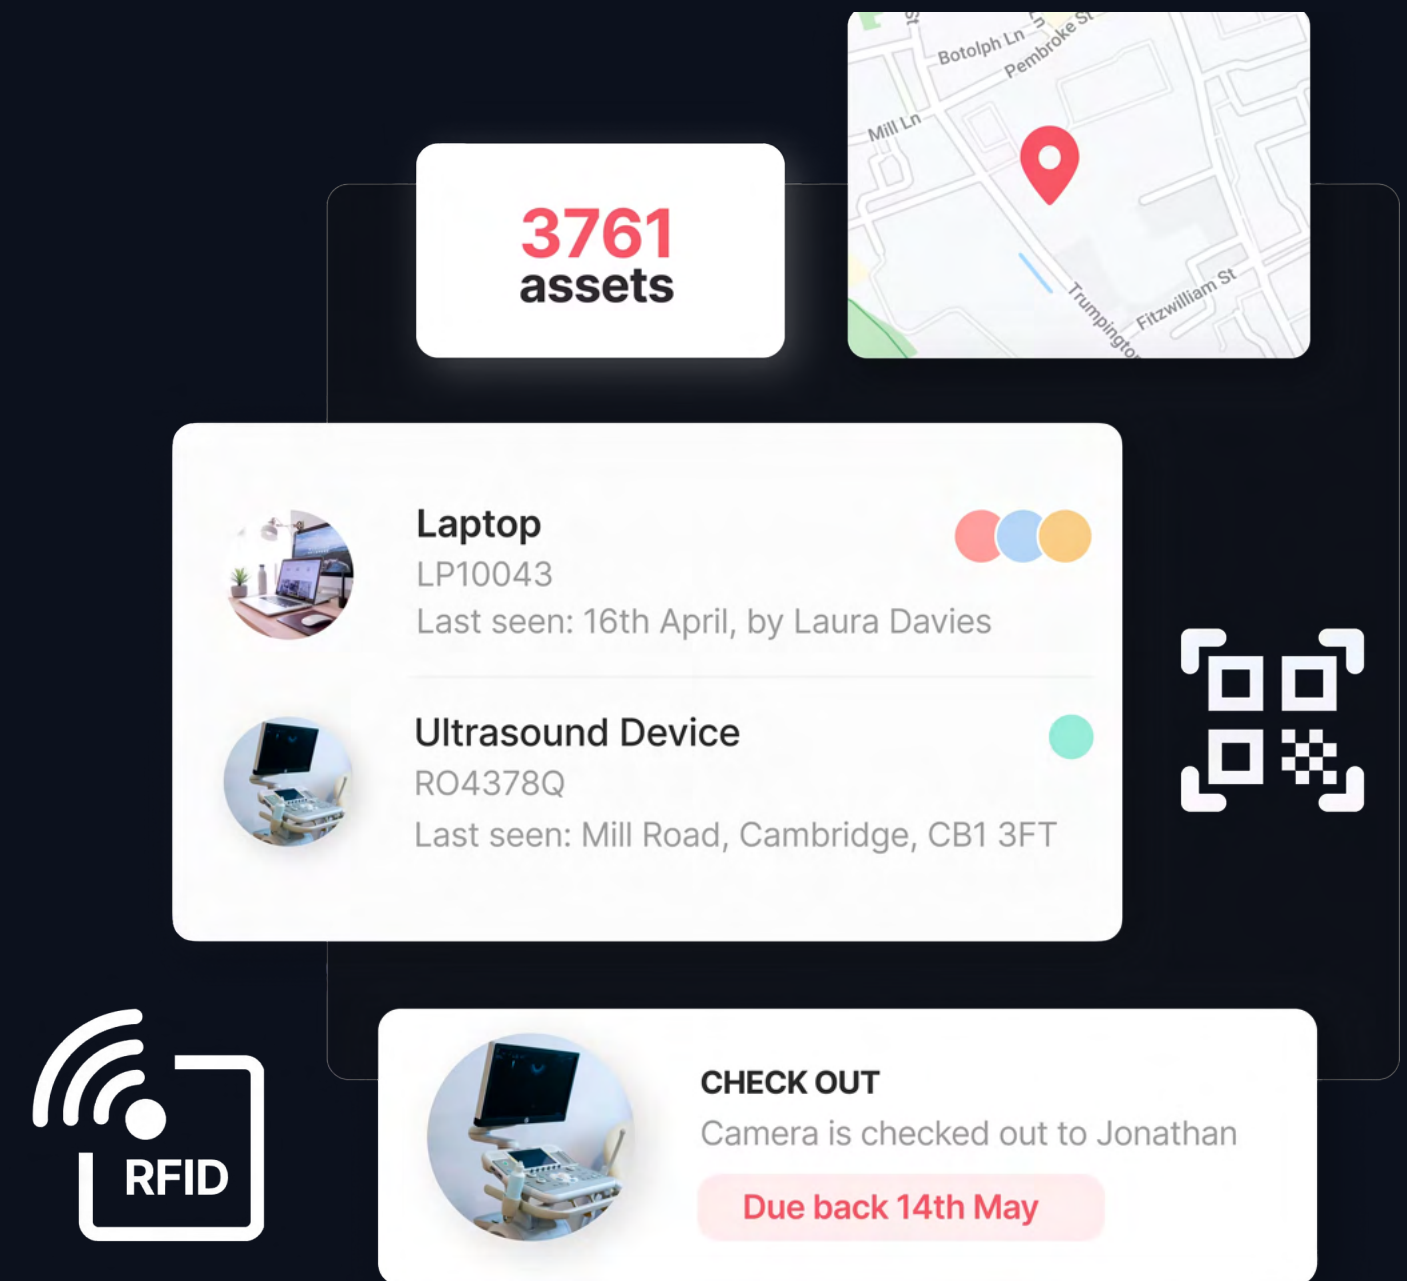 Botolph Ln
Pembroke St
Mill Ln
Fitzwilliam St
3761
assets
Laptop
LP10043
Last seen: 16th April, by Laura Davies
Ultrasound Device
RO4378Q
Last seen: Mill Road, Cambridge, CB1 3FT
RFID
CHECK OUT
Camera is checked out to Jonathan
Due back 14th May